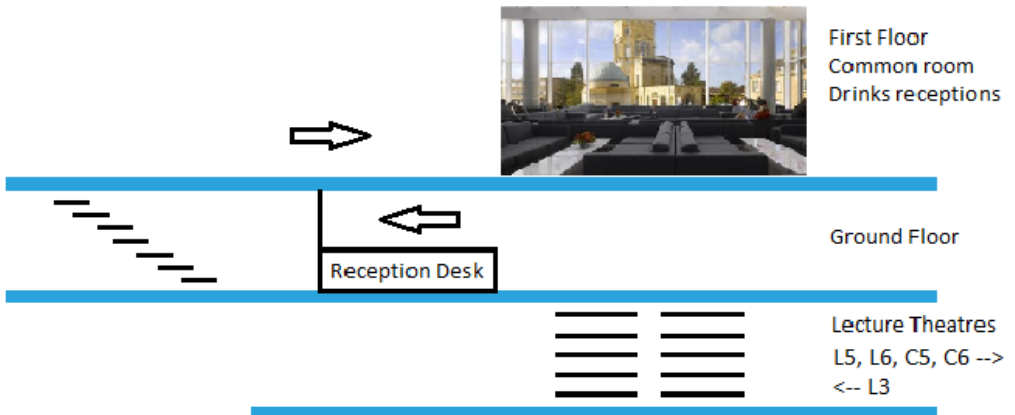 First Floor
Common room
Drinks receptions
Ground Floor
Reception Desk
Lecture Theatres
L5, L6, C5, C6 -->
<-- L3